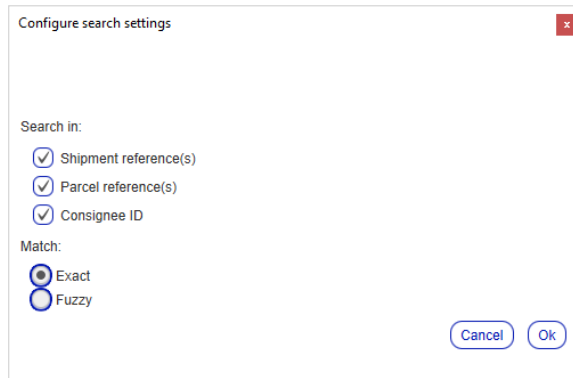 Configure search settings
x
Search in:
Shipment reference(s)
Parcel reference(s)
Consignee ID
Match:
Exact
Fuzzy
Cancel Ok